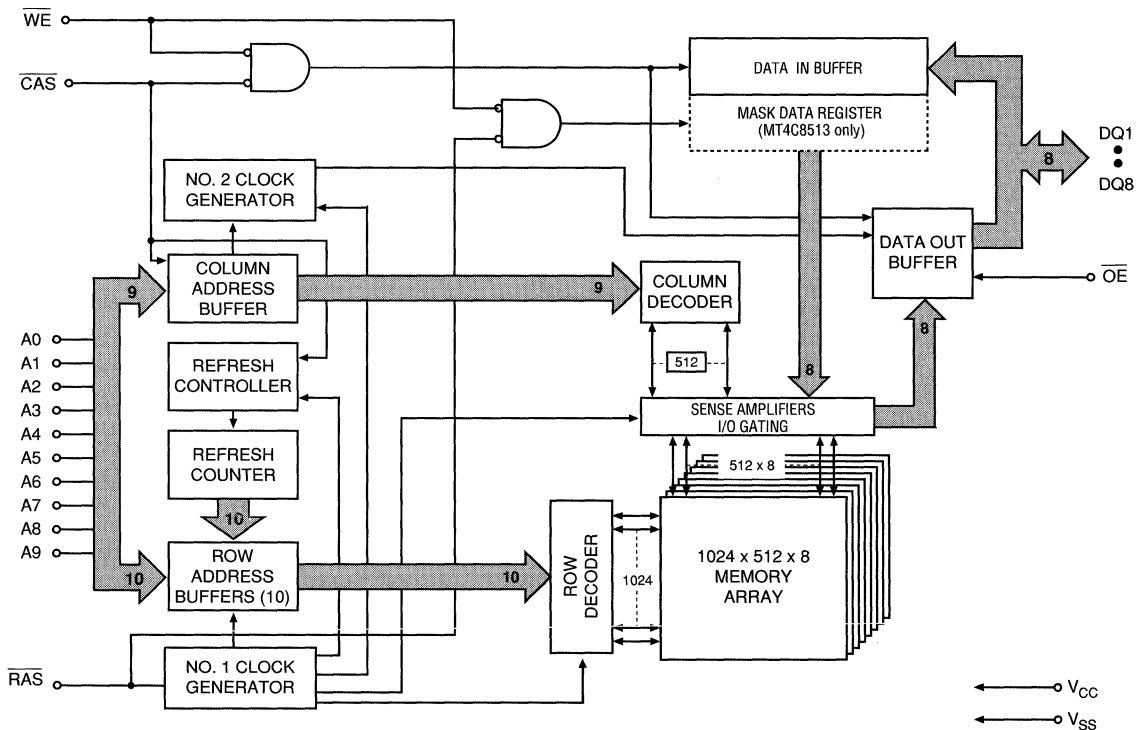 WE
CAS
DATA IN BUFFER
MASK DATA REGISTER
(MT4C8513 only)
DQ1
DQ8
8
NO. 2 CLOCK
GENERATOR
DATA OUT
BUFFER
OE
COLUMN
ADDRESS
BUFFER
9
9
COLUMN
DECODER
8
A0
A1
A2
A3
A4
A5
A6
A7
A8
A9
REFRESH
CONTROLLER
512
8
REFRESH
COUNTER
SENSE AMPLIFIERS
I/O GATING
512 x 8
10
10
ROW
ADDRESS
BUFFERS (10)
10
ROW
DECODER
1024
1024 x 512 x 8
MEMORY
ARRAY
RAS
NO. 1 CLOCK
GENERATOR
VCC
VSS